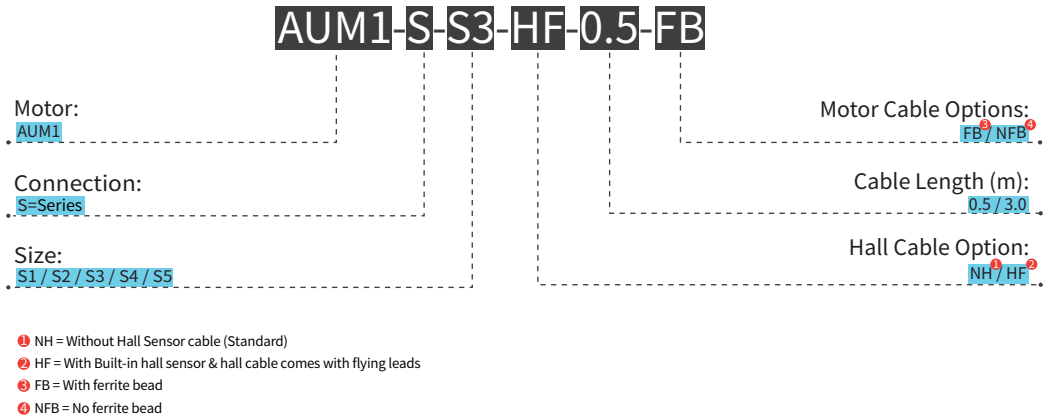 AUM1-S-S3-HF-0.5-FB
Motor:
AUM1
Connection:
S=Series
Size:
S1 / S2 / S3 / S4 / S5
Motor Cable Options:
FB3 / NFB4
Cable Length (m):
0.5 / 3.0
Hall Cable Option:
NH1 / HF2
1 NH = Without Hall Sensor cable (Standard)
2 HF = With Built-in hall sensor & hall cable comes with flying leads
3 FB = With ferrite bead
4 NFB = No ferrite bead